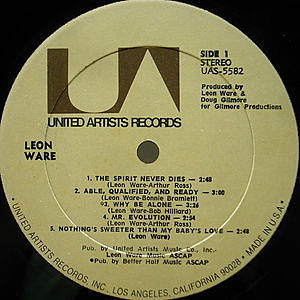 UA
UNITED ARTISTS RECORDS
SIDE 1
STEREO
UAS-5582
Produced by
Leon Ware &
Doug Gilmore
for Gilmore Productions
LEON
WARE
1. THE SPIRIT NEVER DIES — 2:48
(Leon Ware-Arthur Ross)
2. ABLE, QUALIFIED, AND READY — 3:00
(Leon Ware-Bonnie Bramlett)
*3. WHY BE ALONE — 3:36
(Leon Ware-Bob Hilliard)
4. MR. EVOLUTION — 2:54
(Leon Ware-Arthur Ross)
5. NOTHING'S SWEETER THAN MY BABY'S LOVE — 2:48
(Leon Ware)
Pub. by United Artists Music Co., Inc.-
Leon Ware Music ASCAP
*Pub. by Better Half Music ASCAP
• UNITED ARTISTS RECORDS, INC. LOS ANGELES, CALIFORNIA 90028 • MADE IN U.S.A. •